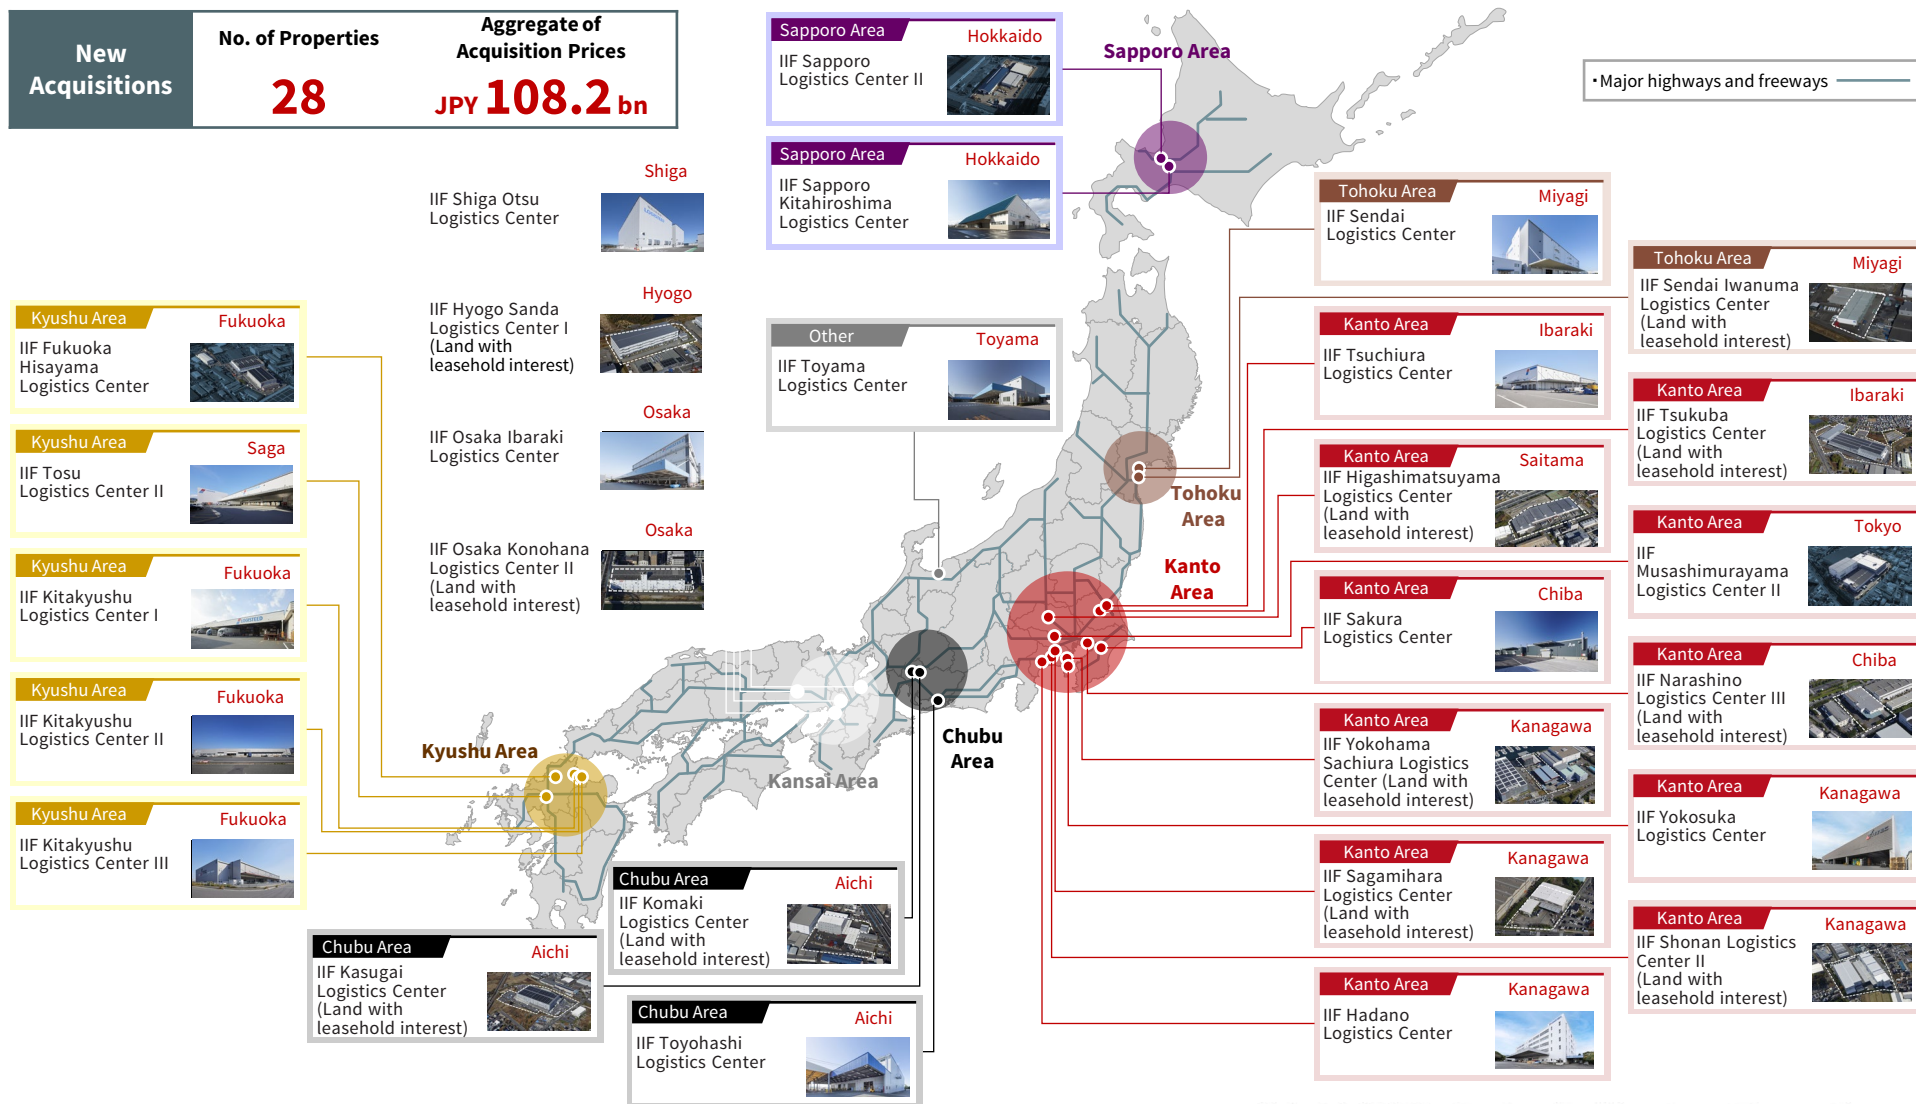 New
Acquisitions
No. of Properties
28
Aggregate of
Acquisition Prices
JPY 108.2 bn
・Major highways and freeways
Sapporo Area
Hokkaido
IIF Sapporo
Logistics Center II
Sapporo Area
Hokkaido
IIF Sapporo
Kitahiroshima
Logistics Center
Sapporo Area
Shiga
IIF Shiga Otsu
Logistics Center
Hyogo
IIF Hyogo Sanda
Logistics Center I
(Land with
leasehold interest)
Osaka
IIF Osaka Ibaraki
Logistics Center
Osaka
IIF Osaka Konohana
Logistics Center II
(Land with
leasehold interest)
Other
Toyama
IIF Toyama
Logistics Center
Kyushu Area
Fukuoka
IIF Fukuoka
Hisayama
Logistics Center
Kyushu Area
Saga
IIF Tosu
Logistics Center II
Kyushu Area
Fukuoka
IIF Kitakyushu
Logistics Center I
Kyushu Area
Fukuoka
IIF Kitakyushu
Logistics Center II
Kyushu Area
Fukuoka
IIF Kitakyushu
Logistics Center III
Tohoku Area
Miyagi
IIF Sendai
Logistics Center
Tohoku Area
Miyagi
IIF Sendai Iwanuma
Logistics Center
(Land with
leasehold interest)
Kanto Area
Ibaraki
IIF Tsuchiura
Logistics Center
Kanto Area
Ibaraki
IIF Tsukuba
Logistics Center
(Land with
leasehold interest)
Kanto Area
Saitama
IIF Higashimatsuyama
Logistics Center
(Land with
leasehold interest)
Kanto Area
Tokyo
IIF
Musashimurayama
Logistics Center II
Kanto Area
Chiba
IIF Sakura
Logistics Center
Kanto Area
Chiba
IIF Narashino
Logistics Center III
(Land with
leasehold interest)
Kanto Area
Kanagawa
IIF Yokohama
Sachiura Logistics
Center (Land with
leasehold interest)
Kanto Area
Kanagawa
IIF Yokosuka
Logistics Center
Kanto Area
Kanagawa
IIF Sagamihara
Logistics Center
(Land with
leasehold interest)
Kanto Area
Kanagawa
IIF Shonan Logistics
Center II
(Land with
leasehold interest)
Kanto Area
Kanagawa
IIF Hadano
Logistics Center
Tohoku
Area
Kanto
Area
Chubu
Area
Kansai Area
Kyushu Area
Chubu Area
Aichi
IIF Komaki
Logistics Center
(Land with
leasehold interest)
Chubu Area
Aichi
IIF Kasugai
Logistics Center
(Land with
leasehold interest)
Chubu Area
Aichi
IIF Toyohashi
Logistics Center